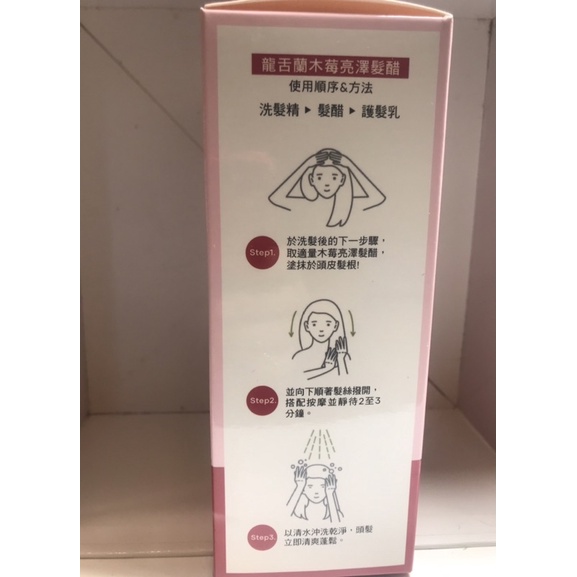 龍舌蘭木莓亮澤髮醋
使用順序&方法
洗髮精 ▶ 髮醋 ▶ 護髮乳
Step1.
於洗髮後的下一步驟，
取適量木莓亮澤髮醋，
塗抹於頭皮髮根!
Step2.
並向下順著髮絲撥開，
搭配按摩並靜待2至3
分鐘。
Step3.
以清水沖洗乾淨，頭髮
立即清爽蓬鬆。